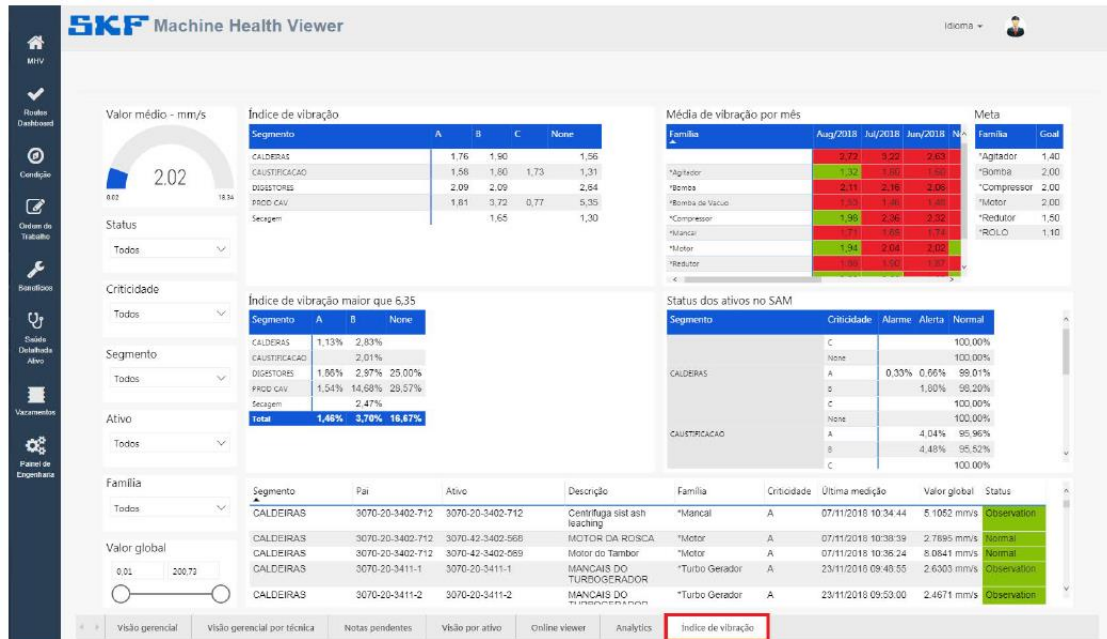 SKF Machine Health Viewer
Idioma
MHV
Routes
Dashboard
Condição
Ordem de
Trabalho
Benefícios
Saúde
Detalhada
Ativo
Vazamentos
Painel de
Engenharia
Valor médio - mm/s
2.02
0.02 18.34
Status
Todos
Criticidade
Todos
Segmento
Todos
Ativo
Todos
Família
Todos
Valor global
0,01 200,73
Índice de vibração
Segmento A B C None
CALDEIRAS 1,76 1,90 1,56
CAUSTIFICACAO 1,58 1,80 1,73 1,31
DIGESTORES 2,09 2,09 2,64
PROD CAV 1,81 3,72 0,77 5,35
Secagem 1,65 1,30
Média de vibração por mês
Família Aug/2018 Jul/2018 Jun/2018
2,72 3,22 2,63
*Agitador 1,32 1,80 1,50
*Bomba 2,11 2,16 2,06
*Bomba de Vacuo 1,46
*Compressor 1,98 2,36 2,32
*Mancal 1,71 1,69 1,74
*Motor 1,94 2,04 2,02
*Redutor 1,90 1,87
Meta
Família Goal
*Agitador 1,40
*Bomba 2,00
*Compressor 2,00
*Motor 2,00
*Redutor 1,50
*ROLO 1,10
Índice de vibração maior que 6,35
Segmento A B None
CALDEIRAS 1,13% 2,83%
CAUSTIFICACAO 2,01%
DIGESTORES 1,86% 2,97% 25,00%
PROD CAV 1,54% 14,68% 28,57%
Secagem 2,47%
Total 1,46% 3,70% 16,67%
Status dos ativos no SAM
Segmento Criticidade Alarme Alerta Normal
C 100,00%
None 100,00%
CALDEIRAS A 0,33% 0,66% 99,01%
B 1,80% 98,20%
C 100,00%
None 100,00%
CAUSTIFICACAO A 4,04% 95,96%
B 4,48% 95,52%
C 100,00%
Segmento Pai Ativo Descrição Família Criticidade Última medição Valor global Status
CALDEIRAS 3070-20-3402-712 3070-20-3402-712 Centrifuga sist ash *Mancal A 07/11/2018 10:34:44 5.1052 mm/s Observation
leaching
CALDEIRAS 3070-20-3402-712 3070-42-3402-568 MOTOR DA ROSCA *Motor A 07/11/2018 10:38:39 2.7695 mm/s Normal
CALDEIRAS 3070-20-3402-712 3070-42-3402-569 Motor do Tambor *Motor A 07/11/2018 10:36:24 8.0841 mm/s Normal
CALDEIRAS 3070-20-3411-1 3070-20-3411-1 MANCAIS DO *Turbo Gerador A 23/11/2018 09:48:55 2.6303 mm/s Observation
TURBOGERADOR
CALDEIRAS 3070-20-3411-2 3070-20-3411-2 MANCAIS DO *Turbo Gerador A 23/11/2018 09:53:00 2.4671 mm/s Observation
TURBOGERADOR
Visão gerencial Visão gerencial por técnica Notas pendentes Visão por ativo Online viewer Analytics Índice de vibração